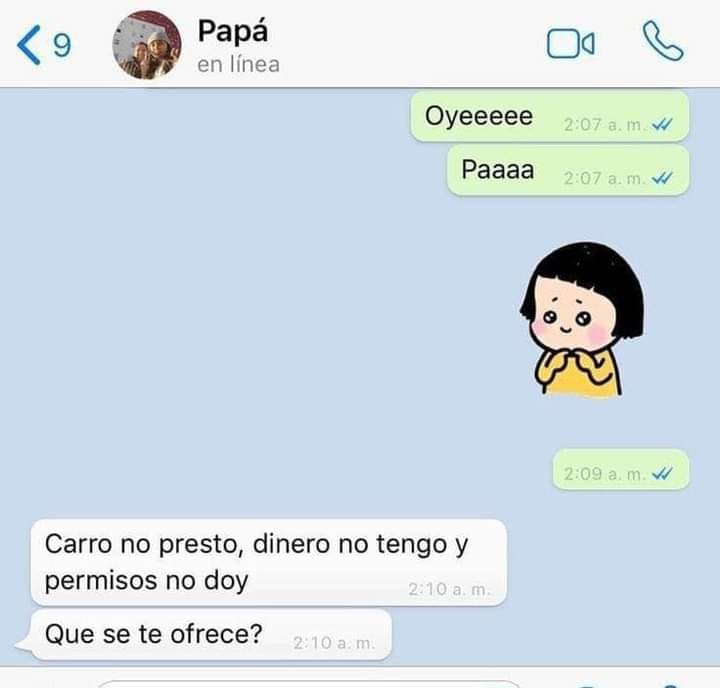 9
Papá
en línea
Oyeeeee 2:07 a. m.
Paaaa 2:07 a. m.
2:09 a. m.
Carro no presto, dinero no tengo y
permisos no doy 2:10 a. m.
Que se te ofrece? 2:10 a. m.